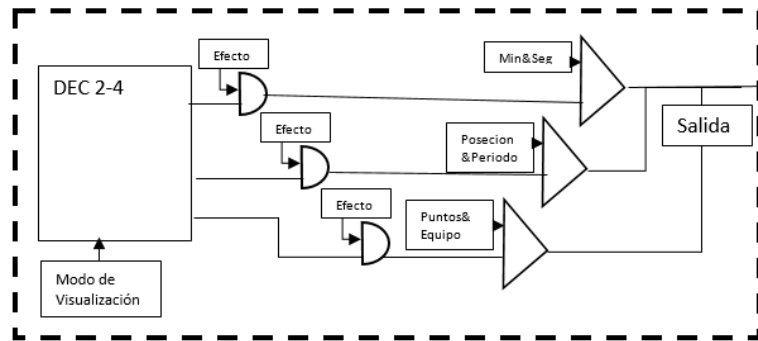 Efecto
Min&Seg
DEC 2-4
Efecto
Posecion
&Periodo
Salida
Efecto
Puntos&
Equipo
Modo de
Visualización